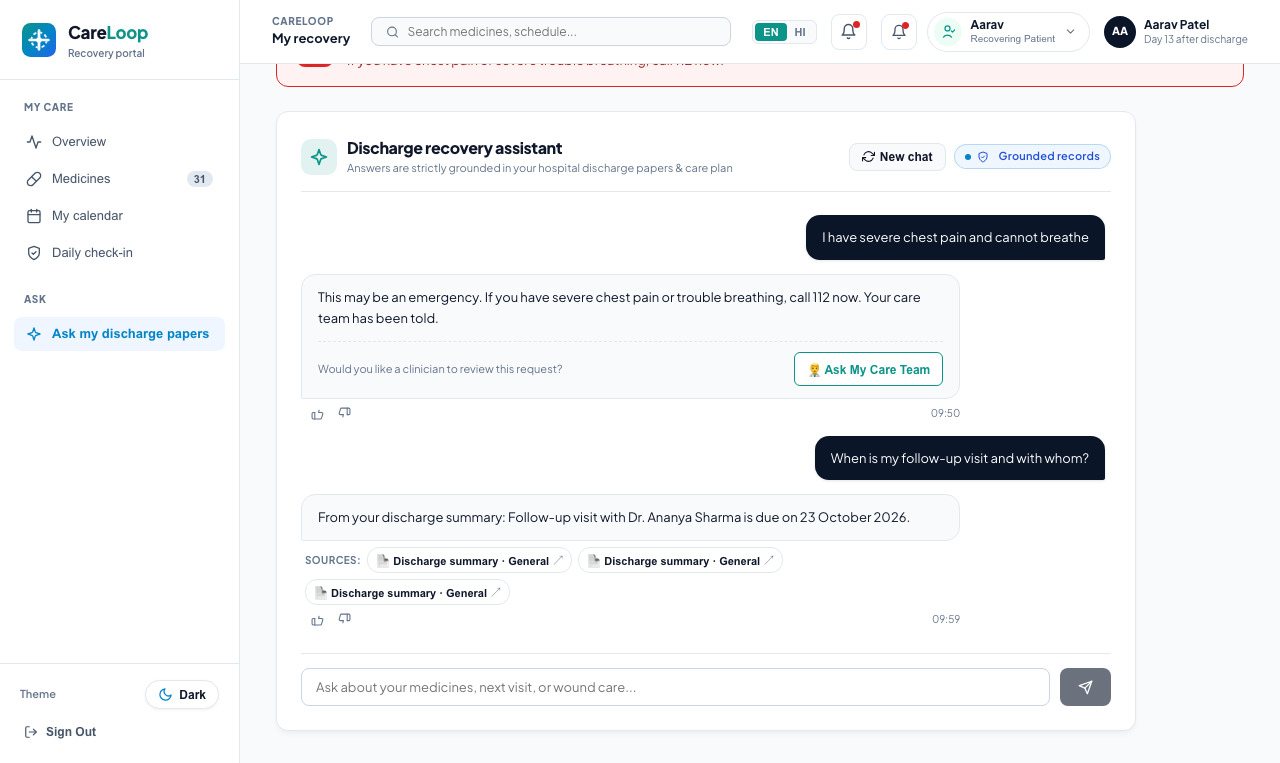 CareLoop
Recovery portal
MY CARE
Overview
Medicines 31
My calendar
Daily check-in
ASK
Ask my discharge papers
Theme Dark
Sign Out
CARELOOP
My recovery
Search medicines, schedule...
EN HI
Aarav
Recovering Patient
AA
Aarav Patel
Day 13 after discharge
Discharge recovery assistant
Answers are strictly grounded in your hospital discharge papers & care plan
New chat
Grounded records
I have severe chest pain and cannot breathe
This may be an emergency. If you have severe chest pain or trouble breathing, call 112 now. Your care
team has been told.
Would you like a clinician to review this request?
Ask My Care Team
09:50
When is my follow-up visit and with whom?
From your discharge summary: Follow-up visit with Dr. Ananya Sharma is due on 23 October 2026.
SOURCES: Discharge summary · General Discharge summary · General
Discharge summary · General
09:59
Ask about your medicines, next visit, or wound care...